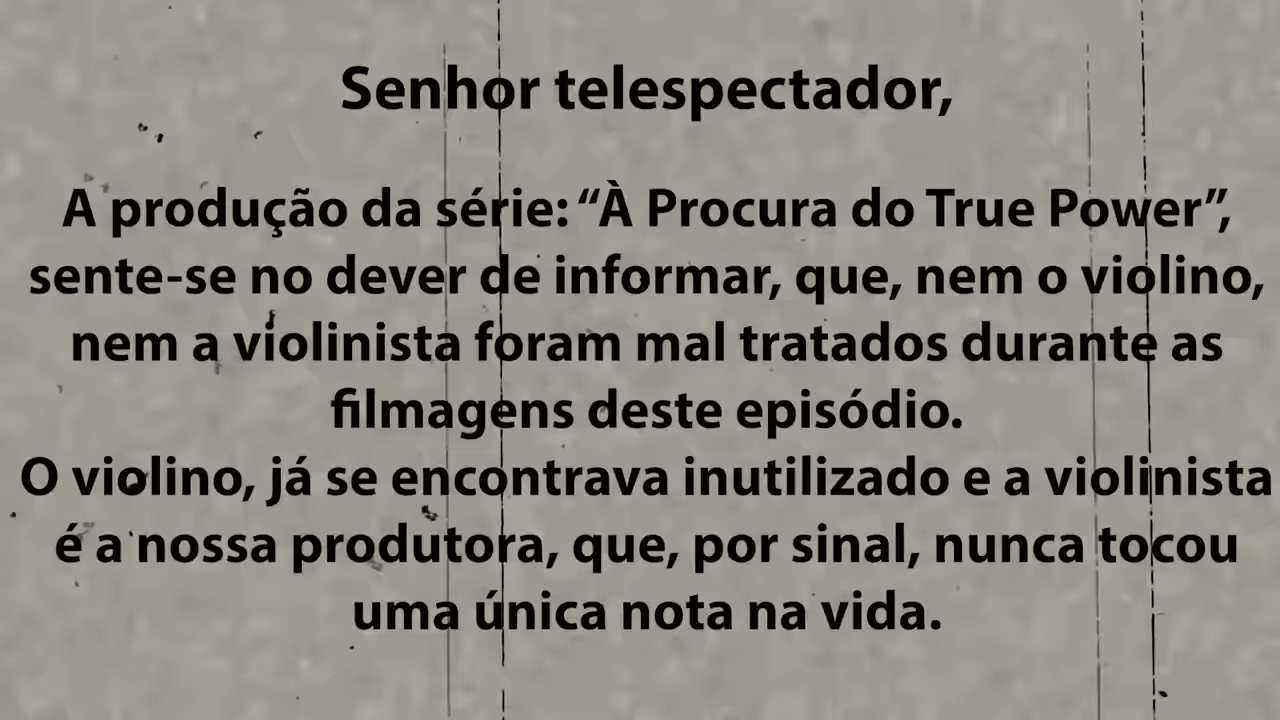 Senhor telespectador,
A produção da série: “À Procura do True Power”,
sente-se no dever de informar, que, nem o violino,
nem a violinista foram mal tratados durante as
filmagens deste episódio.
O violino, já se encontrava inutilizado e a violinista
é a nossa produtora, que, por sinal, nunca tocou
uma única nota na vida.